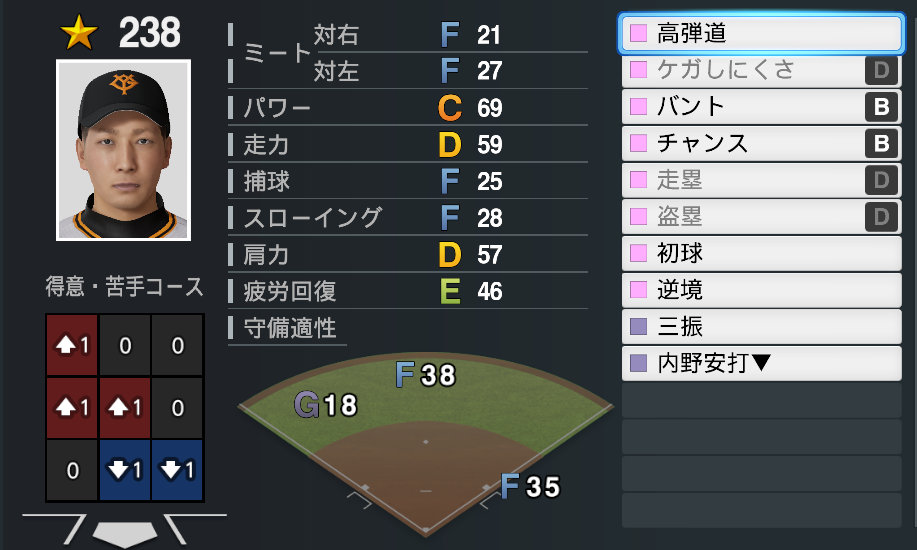 238
YG
得意・苦手コース
1 0 0
1 1 0
0 1 1
ミート 対右 F 21
対左 F 27
パワー C 69
走力 D 59
捕球 F 25
スローイング F 28
肩力 D 57
疲労回復 E 46
守備適性
F 38
G 18
F 35
高弾道
ケガしにくさ D
バント B
チャンス B
走塁 D
盗塁 D
初球
逆境
三振
内野安打▼